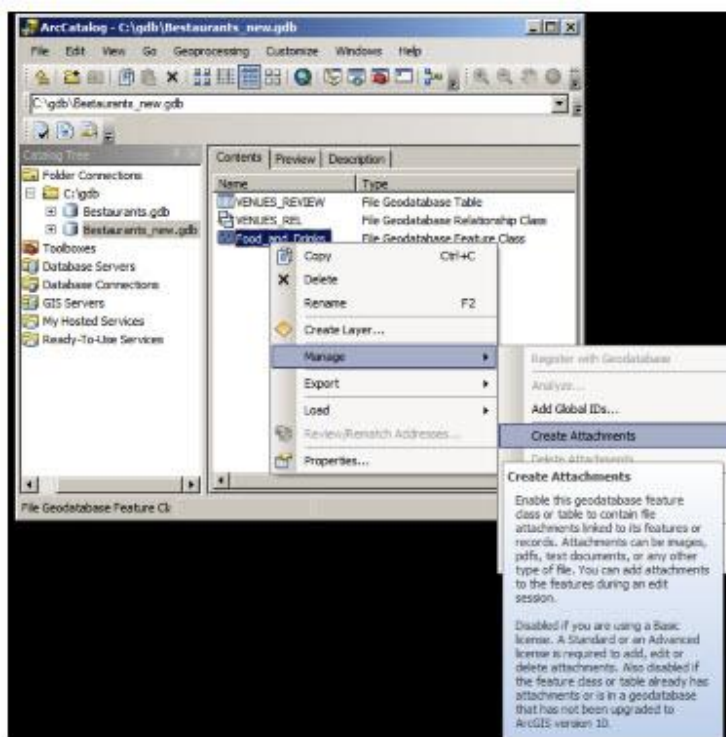 ArcCatalog - C:\gdb\Bestaurants_new.gdb
File Edit View Go Geoprocessing Customize Windows Help
C:\gdb\Bestaurants_new.gdb
Catalog Tree
Folder Connections
C:\gdb
Bestaurants.gdb
Bestaurants_new.gdb
Toolboxes
Database Servers
Database Connections
GIS Servers
My Hosted Services
Ready-To-Use Services
Contents Preview Description
Name Type
VENUES_REVIEW File Geodatabase Table
VENUES_REL File Geodatabase Relationship Class
Food_and_Drinks File Geodatabase Feature Class
Copy Ctrl+C
Delete
Rename F2
Create Layer...
Manage
Export
Load
Review/Rematch Addresses...
Properties...
Register with Geodatabase
Analyze...
Add Global IDs...
Create Attachments
Delete Attachments
Create Attachments
Enable this geodatabase feature
class or table to contain file
attachments linked to its features or
records. Attachments can be images,
pdfs, text documents, or any other
type of file. You can add attachments
to the features during an edit
session.
Disabled if you are using a Basic
license. A Standard or an Advanced
license is required to add, edit or
delete attachments. Also disabled if
the feature class or table already has
attachments or is in a geodatabase
that has not been upgraded to
ArcGIS version 10.
File Geodatabase Feature Cl